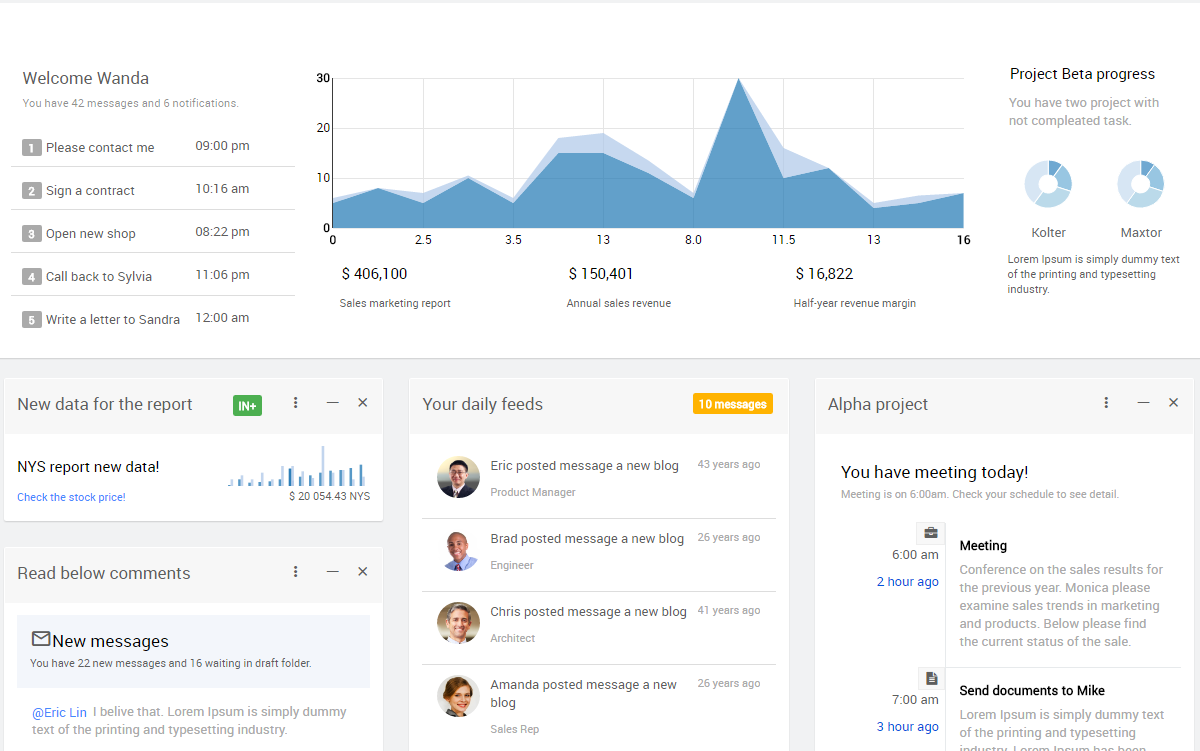 Welcome Wanda
You have 42 messages and 6 notifications.
1 Please contact me 09:00 pm
2 Sign a contract 10:16 am
3 Open new shop 08:22 pm
4 Call back to Sylvia 11:06 pm
5 Write a letter to Sandra 12:00 am
30
20
10
0
0 2.5 3.5 13 8.0 11.5 13 16
$ 406,100
Sales marketing report
$ 150,401
Annual sales revenue
$ 16,822
Half-year revenue margin
Project Beta progress
You have two project with
not compleated task.
Kolter
Maxtor
Lorem Ipsum is simply dummy text
of the printing and typesetting
industry.
New data for the report
IN+
NYS report new data!
Check the stock price!
$ 20 054.43 NYS
Read below comments
New messages
You have 22 new messages and 16 waiting in draft folder.
@Eric Lin I belive that. Lorem Ipsum is simply dummy
text of the printing and typesetting industry.
Your daily feeds
10 messages
Eric posted message a new blog 43 years ago
Product Manager
Brad posted message a new blog 26 years ago
Engineer
Chris posted message a new blog 41 years ago
Architect
Amanda posted message a new 26 years ago
blog
Sales Rep
Alpha project
You have meeting today!
Meeting is on 6:00am. Check your schedule to see detail.
6:00 am
2 hour ago
Meeting
Conference on the sales results for
the previous year. Monica please
examine sales trends in marketing
and products. Below please find
the current status of the sale.
7:00 am
3 hour ago
Send documents to Mike
Lorem Ipsum is simply dummy text
of the printing and typesetting
industry. Lorem Ipsum has been